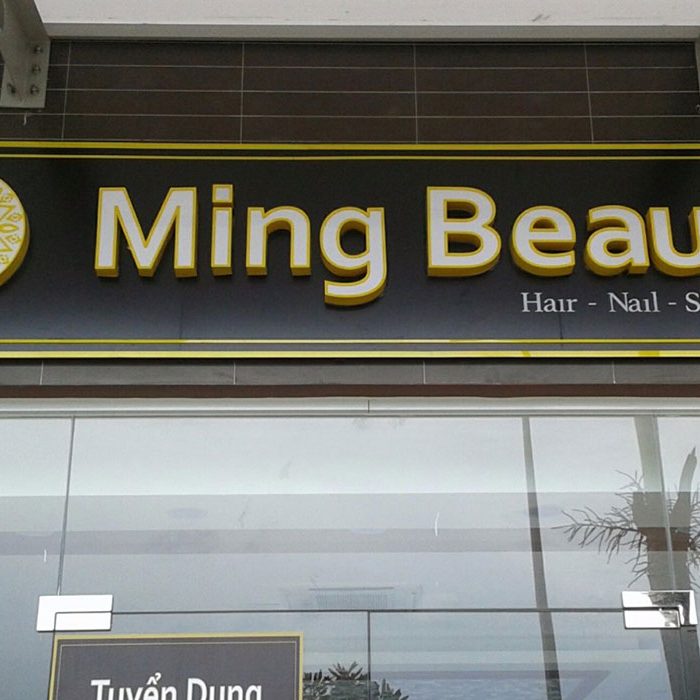 Ming Beau
Hair - Nail - S
Tuyển Dụng